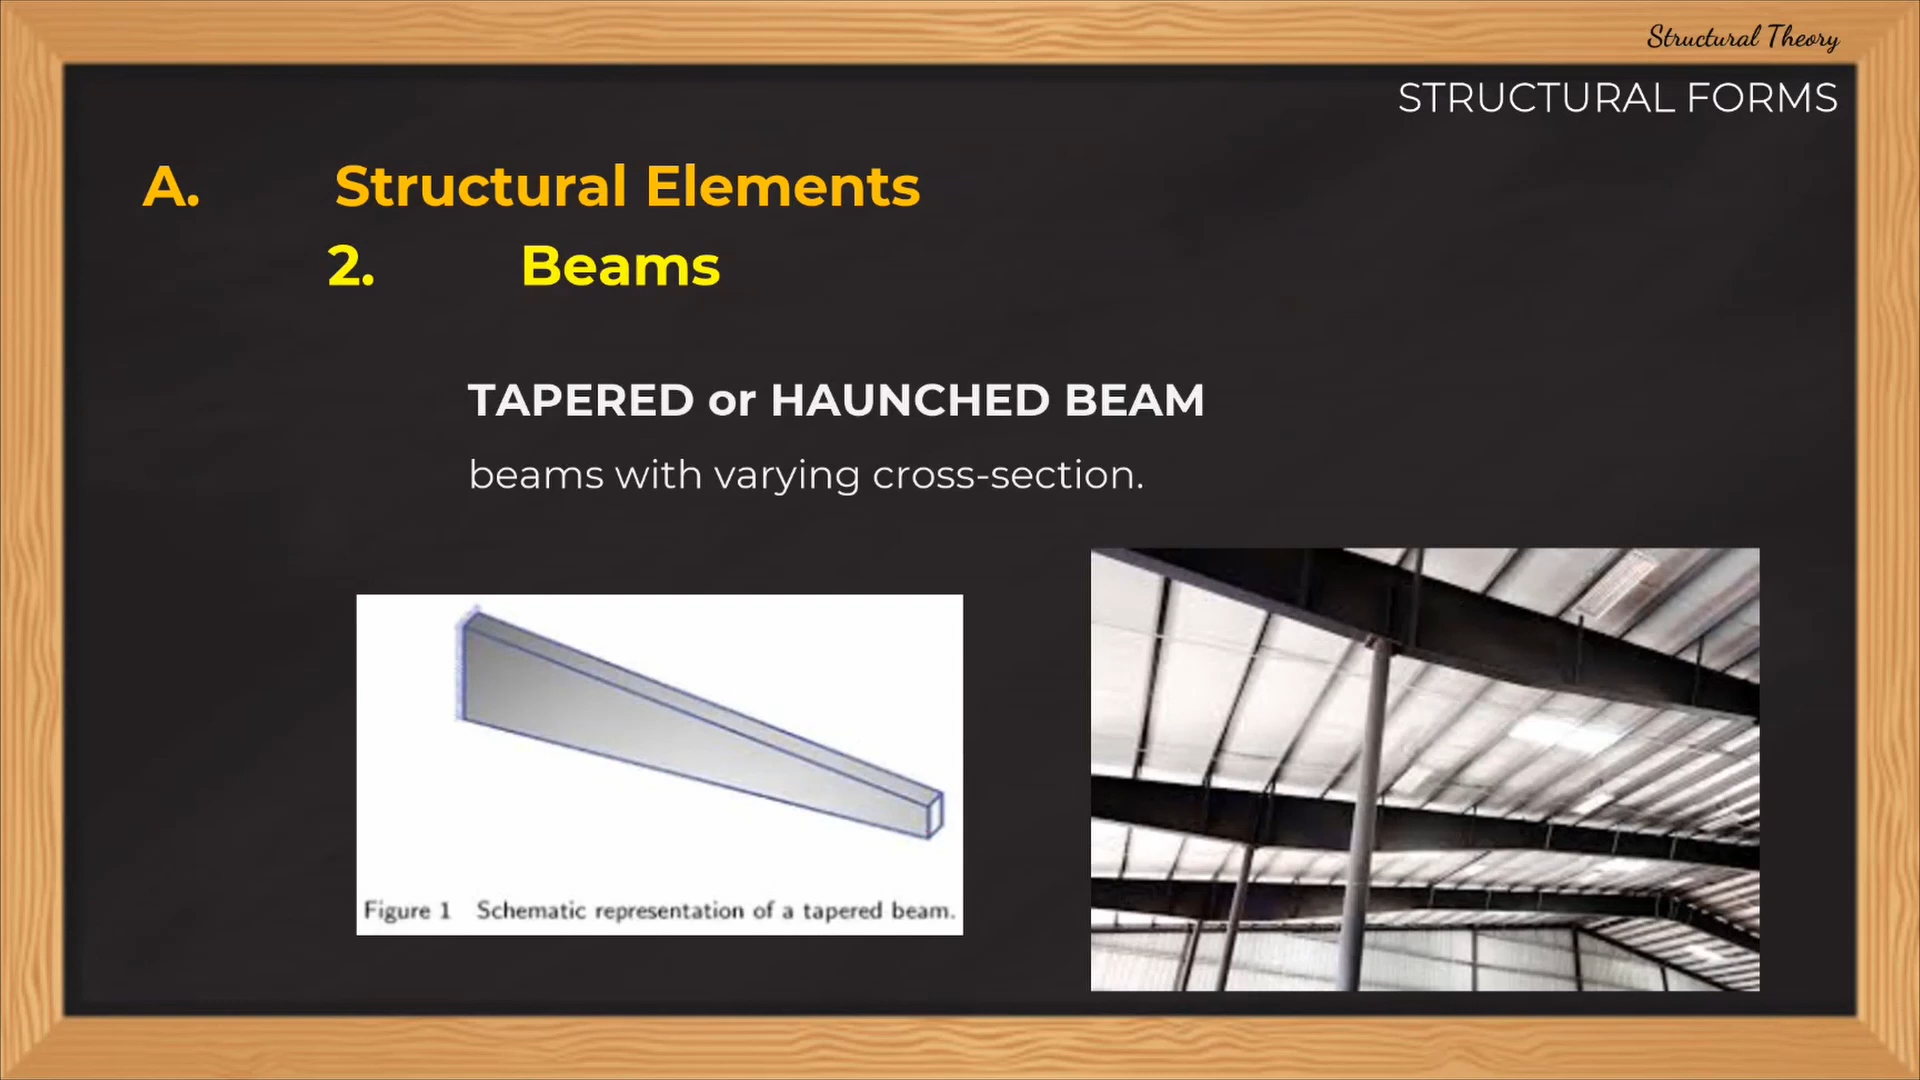 Structural Theory
STRUCTURAL FORMS
A. Structural Elements
2. Beams
TAPERED or HAUNCHED BEAM
beams with varying cross-section.
Figure 1 Schematic representation of a tapered beam.